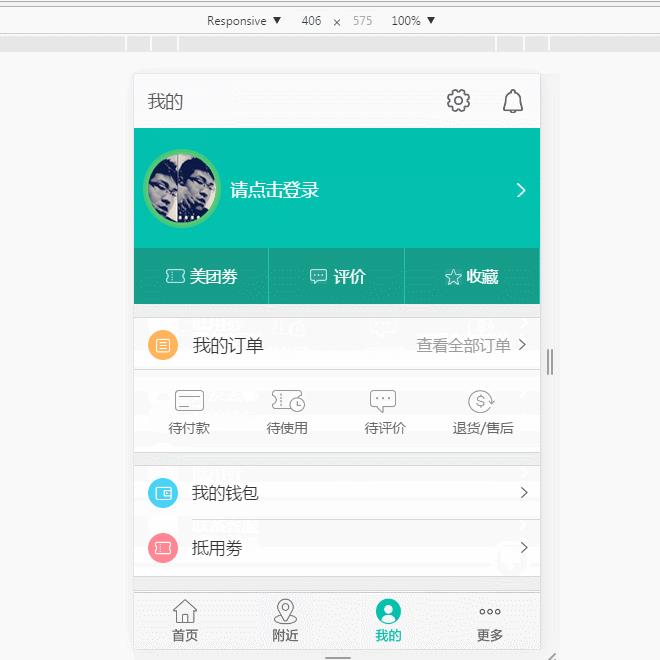 Responsive ▼ 406 × 575 100% ▼
我的
请点击登录
美团券 评价 收藏
我的订单 查看全部订单
待付款 待使用 待评价 退货/售后
我的钱包
抵用券
首页 附近 我的 更多